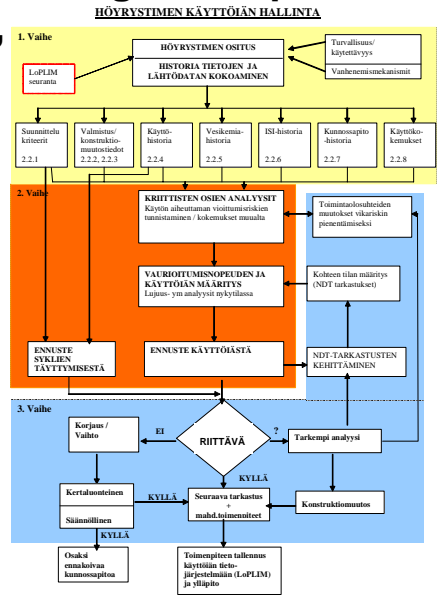 HÖYRYSTIMEN KÄYTTÖIÄN HALLINTA
1. Vaihe
HÖYRYSTIMEN OSITUS
HISTORIA TIETOJEN JA
LÄHTÖDATAN KOKOAMINEN
Turvallisuus/
käytettävyys
Vanhenemismekanismit
LoPLIM
seuranta
Suunnittelu
kriteerit
2.2.1
Valmistus/
konstruktio-
muutostiedot
2.2.2, 2.2.3
Käyttö-
historia
2.2.4
Vesikemia-
historia
2.2.5
ISI-historia
2.2.6
Kunnossapito
-historia
2.2.7
Käyttöko-
kemukset
2.2.8
2. Vaihe
KRIITTISTEN OSIEN ANALYYSIT
Käytön aiheuttaman vioittumisriskien
tunnistaminen / kokemukset muualta
Toimintaolosuhteiden
muutokset vikariskin
pienentämiseksi
VAURIOITUMISNOPEUDEN JA
KÄYTTÖIÄN MÄÄRITYS
Lujuus- ym analyysit nykytilassa
Kohteen tilan määritys
(NDT tarkastukset)
ENNUSTE
SYKLIEN
TÄYTTYMISESTÄ
ENNUSTE KÄYTTÖIÄSTÄ
NDT-TARKASTUSTEN
KEHITTÄMINEN
3. Vaihe
Korjaus /
Vaihto
EI
RIITTÄVÄ
?
Tarkempi analyysi
KYLLÄ
Kertaluonteinen
Säännöllinen
KYLLÄ
Seuraava tarkastus
+
mahd.toimenniteet
Konstruktiomuutos
KYLLÄ
Osaksi
ennakoivaa
kunnossapitoa
Toimenpiteen tallennus
käyttöiän tieto-
järjestelmään (LoPLIM)
ja ylläpito